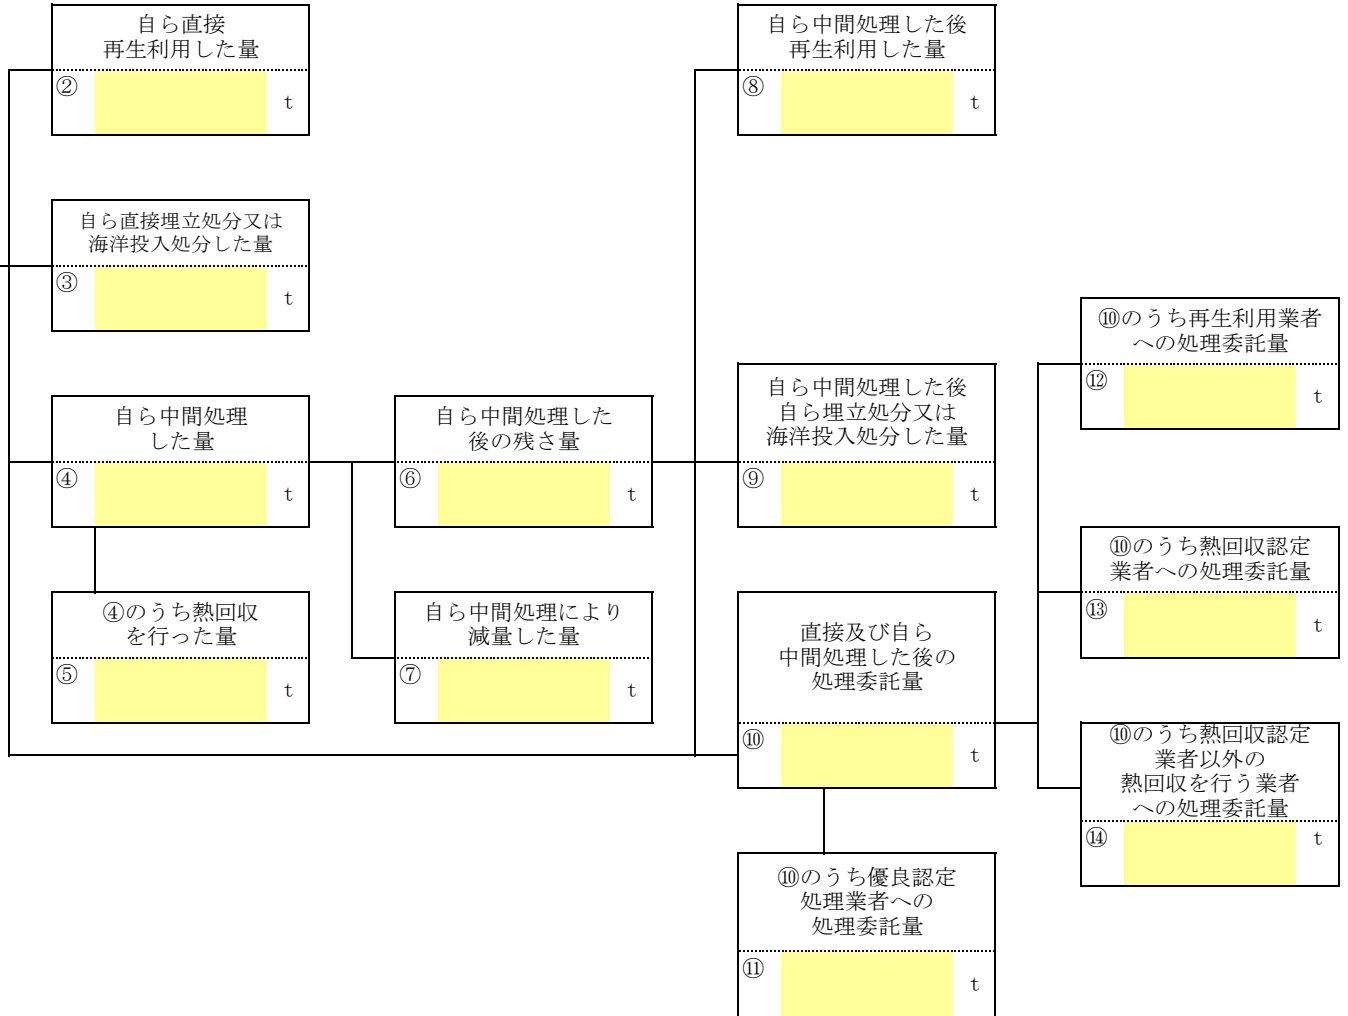 自ら直接
再生利用した量
②
t
自ら中間処理した後
再生利用した量
⑧
t
自ら直接埋立処分又は
海洋投入処分した量
③
t
⑩のうち再生利用業者
への処理委託量
⑫
t
自ら中間処理
した量
④
t
自ら中間処理した
後の残さ量
⑥
t
自ら中間処理した後
自ら埋立処分又は
海洋投入処分した量
⑨
t
⑩のうち熱回収認定
業者への処理委託量
⑬
t
④のうち熱回収
を行った量
⑤
t
自ら中間処理により
減量した量
⑦
t
直接及び自ら
中間処理した後の
処理委託量
⑩
t
⑩のうち熱回収認定
業者以外の
熱回収を行う業者
への処理委託量
⑭
t
⑩のうち優良認定
処理業者への
処理委託量
⑪
t